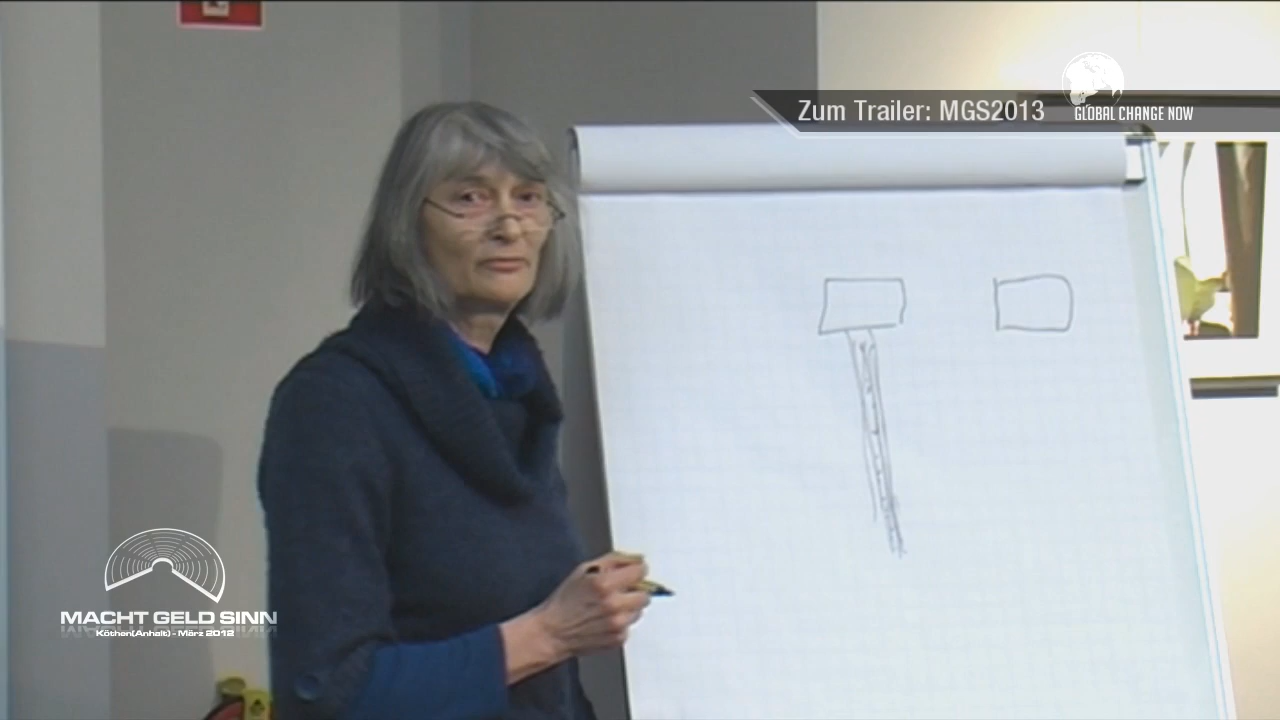 Zum Trailer: MGS2013
GLOBAL CHANGE NOW
MACHT GELD SINN
Köthen(Anhalt) - März 2012